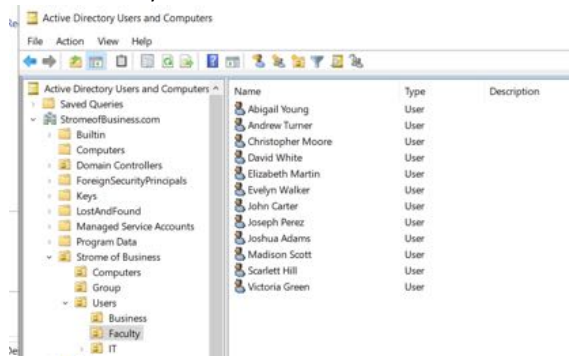 Active Directory Users and Computers
File Action View Help
Active Directory Users and Computers
Saved Queries
StromeofBusiness.com
Builtin
Computers
Domain Controllers
ForeignSecurityPrincipals
Keys
LostAndFound
Managed Service Accounts
Program Data
Strome of Business
Computers
Group
Users
Business
Faculty
IT
Name Type Description
Abigail Young User
Andrew Turner User
Christopher Moore User
David White User
Elizabeth Martin User
Evelyn Walker User
John Carter User
Joseph Perez User
Joshua Adams User
Madison Scott User
Scarlett Hill User
Victoria Green User